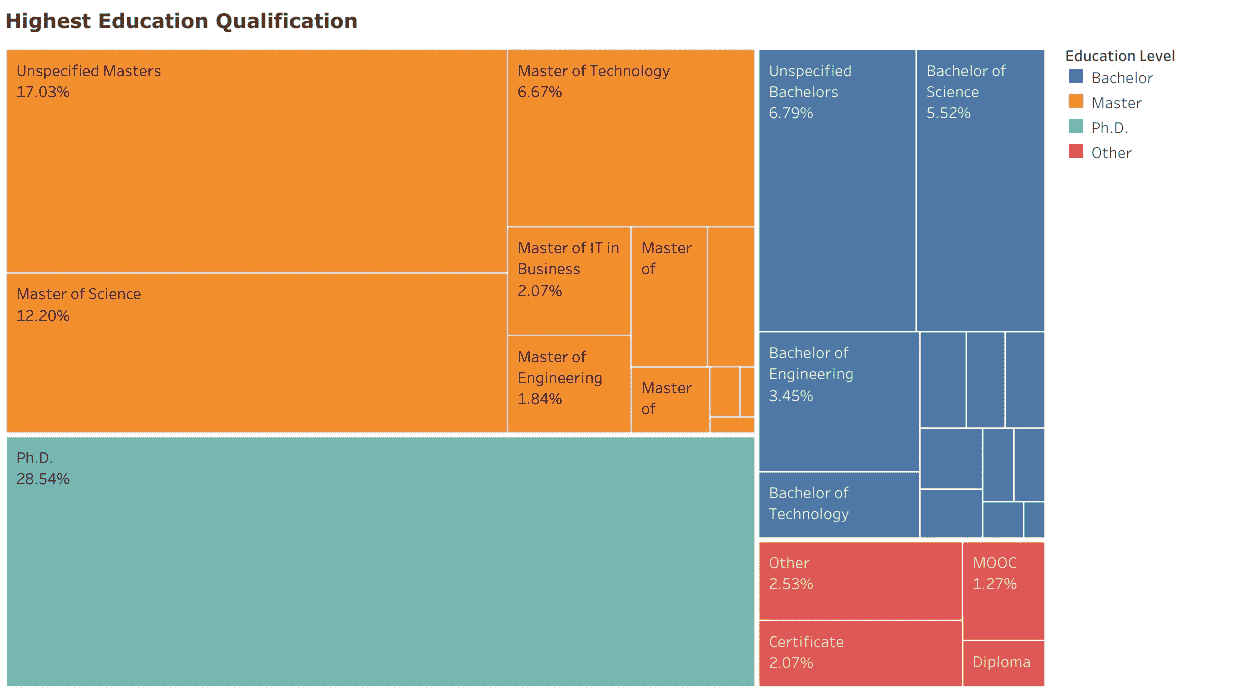 Highest Education Qualification
Unspecified Masters
17.03%
Master of Science
12.20%
Master of Technology
6.67%
Master of IT in
Business
2.07%
Master of
Engineering
1.84%
Master
of
Master
of
Ph.D.
28.54%
Unspecified
Bachelors
6.79%
Bachelor of
Science
5.52%
Bachelor of
Engineering
3.45%
Bachelor of
Technology
Other
2.53%
Certificate
2.07%
MOOC
1.27%
Diploma
Education Level
Bachelor
Master
Ph.D.
Other